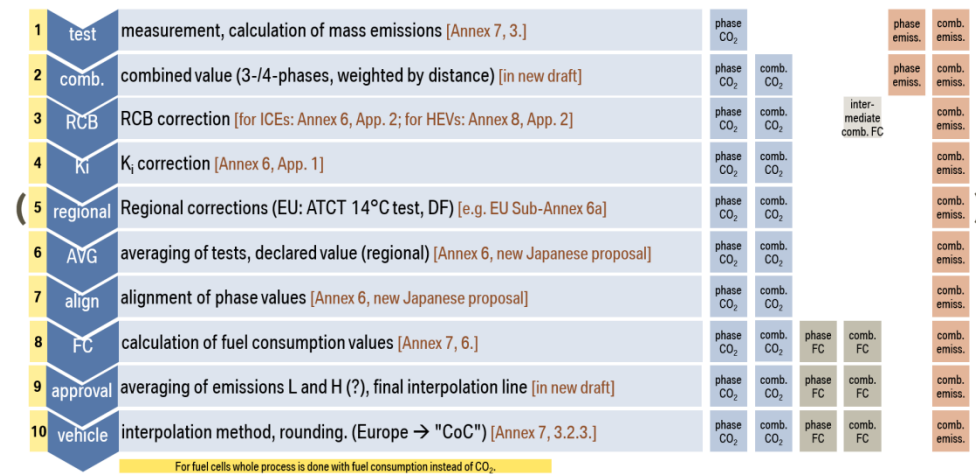 1 test measurement, calculation of mass emissions [Annex 7, 3.] phase CO₂ phase emiss. comb. emiss.
2 comb. combined value (3-/4-phases, weighted by distance) [in new draft] phase CO₂ comb. CO₂ phase emiss. comb. emiss.
3 RCB RCB correction [for ICEs: Annex 6, App. 2; for HEVs: Annex 8, App. 2] phase CO₂ comb. CO₂ inter-mediate comb. FC comb. emiss.
4 Ki Kᵢ correction [Annex 6, App. 1] phase CO₂ comb. CO₂ comb. emiss.
( 5 regional Regional corrections (EU: ATCT 14°C test, DF) [e.g. EU Sub-Annex 6a] phase CO₂ comb. CO₂ comb. emiss. )
6 AVG averaging of tests, declared value (regional) [Annex 6, new Japanese proposal] phase CO₂ comb. CO₂ comb. emiss.
7 align alignment of phase values [Annex 6, new Japanese proposal] phase CO₂ comb. CO₂ comb. emiss.
8 FC calculation of fuel consumption values [Annex 7, 6.] phase CO₂ comb. CO₂ phase FC comb. FC comb. emiss.
9 approval averaging of emissions L and H (?), final interpolation line [in new draft] phase CO₂ comb. CO₂ phase FC comb. FC comb. emiss.
10 vehicle interpolation method, rounding. (Europe → "CoC") [Annex 7, 3.2.3.] phase CO₂ comb. CO₂ phase FC comb. FC comb. emiss.
For fuel cells whole process is done with fuel consumption instead of CO₂.